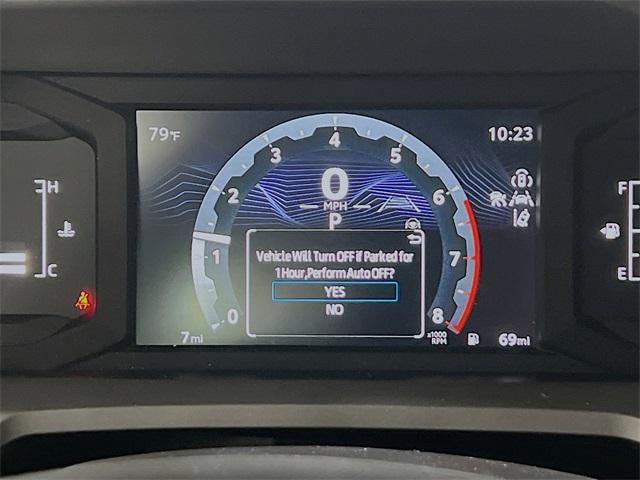 79°F
10:23
4
3
5
2
6
1
7
0
8
0
MPH
P
H
C
F
E
Vehicle Will Turn OFF if Parked for
1 Hour,Perform Auto OFF?
YES
NO
x1000
RPM
7mi
69mi